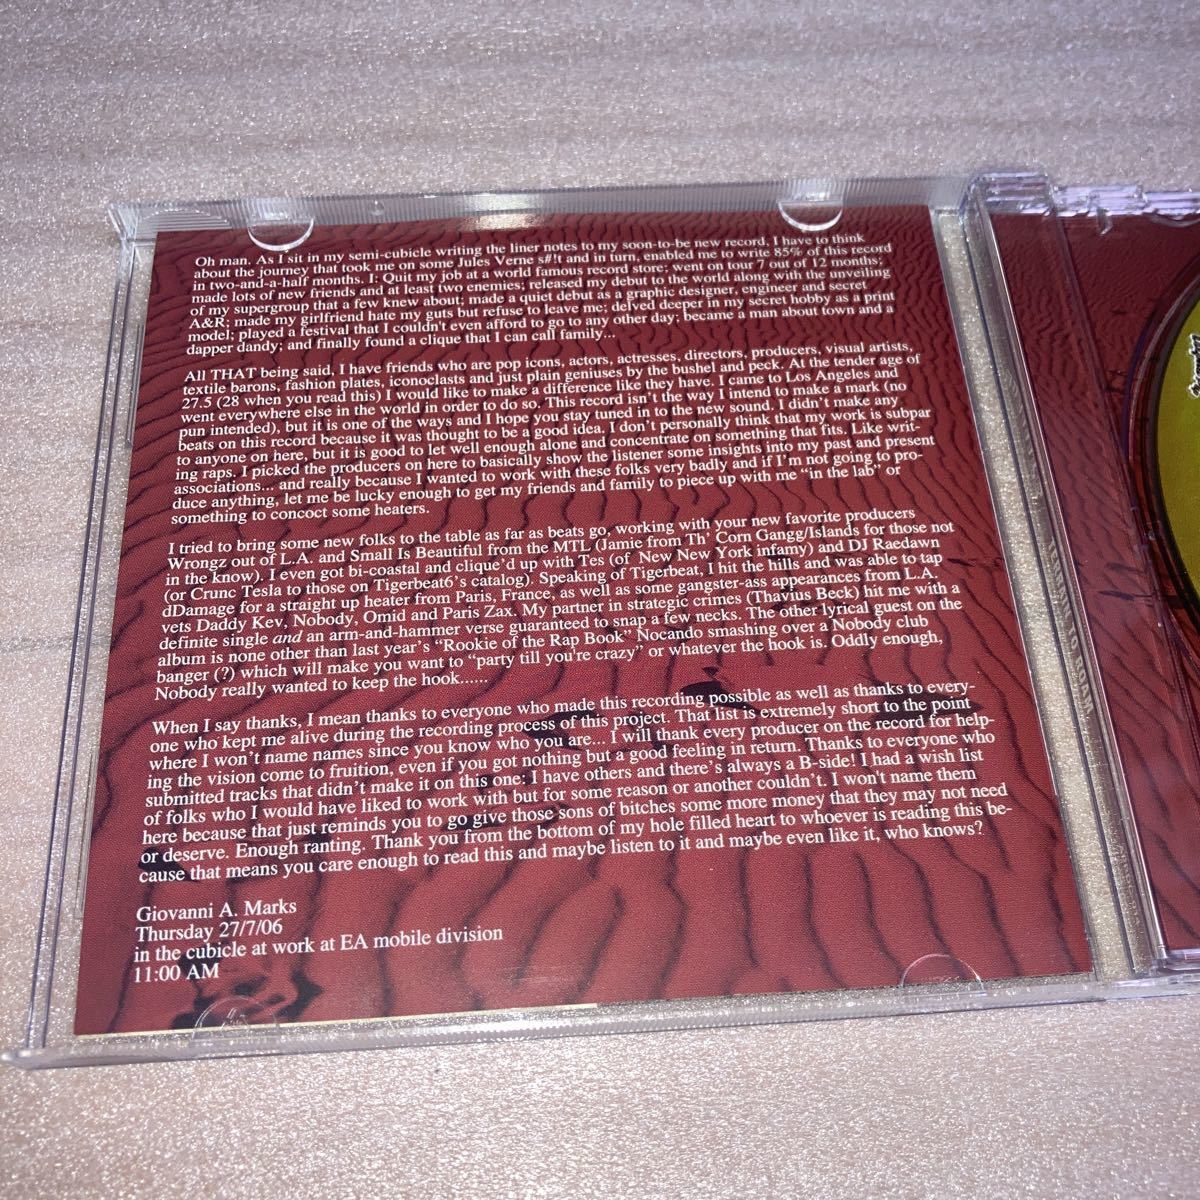 Oh man. As I sit in my semi-cubicle writing the liner notes to my soon-to-be new record, I have to think
about the journey that took me on some Jules Verne s#!t and in turn, enabled me to write 85% of this record
in two-and-a-half months. I: Quit my job at a world famous record store; went on tour 7 out of 12 months;
made lots of new friends and at least two enemies; released my debut to the world along with the unveiling
of my supergroup that a few knew about; made a quiet debut as a graphic designer, engineer and secret
A&R; made my girlfriend hate my guts but refuse to leave me; delved deeper in my secret hobby as a print
model; played a festival that I couldn't even afford to go to any other day; became a man about town and a
dapper dandy; and finally found a clique that I can call family...
All THAT being said, I have friends who are pop icons, actors, actresses, directors, producers, visual artists,
textile barons, fashion plates, iconoclasts and just plain geniuses by the bushel and peck. At the tender age of
27.5 (28 when you read this) I would like to make a difference like they have. I came to Los Angeles and
went everywhere else in the world in order to do so. This record isn't the way I intend to make a mark (no
pun intended), but it is one of the ways and I hope you stay tuned in to the new sound. I didn't make any
beats on this record because it was thought to be a good idea. I don't personally think that my work is subpar
to anyone on here, but it is good to let well enough alone and concentrate on something that fits. Like writ-
ing raps. I picked the producers on here to basically show the listener some insights into my past and present
associations... and really because I wanted to work with these folks very badly and if I'm not going to pro-
duce anything, let me be lucky enough to get my friends and family to piece up with me "in the lab" or
something to concoct some heaters.
I tried to bring some new folks to the table as far as beats go, working with your new favorite producers
Wrongz out of L.A. and Small Is Beautiful from the MTL (Jamie from Th' Corn Gangg/Islands for those not
in the know). I even got bi-coastal and clique'd up with Tes (of New New York infamy) and DJ Raedawn
(or Crunc Tesla to those on Tigerbeat6's catalog). Speaking of Tigerbeat, I hit the hills and was able to tap
dDamage for a straight up heater from Paris, France, as well as some gangster-ass appearances from L.A.
vets Daddy Kev, Nobody, Omid and Paris Zax. My partner in strategic crimes (Thavius Beck) hit me with a
definite single and an arm-and-hammer verse guaranteed to snap a few necks. The other lyrical guest on the
album is none other than last year's "Rookie of the Rap Book" Nocando smashing over a Nobody club
banger (?) which will make you want to "party till you're crazy" or whatever the hook is. Oddly enough,
Nobody really wanted to keep the hook......
When I say thanks, I mean thanks to everyone who made this recording possible as well as thanks to every-
one who kept me alive during the recording process of this project. That list is extremely short to the point
where I won't name names since you know who you are... I will thank every producer on the record for help-
ing the vision come to fruition, even if you got nothing but a good feeling in return. Thanks to everyone who
submitted tracks that didn't make it on this one: I have others and there's always a B-side! I had a wish list
of folks who I would have liked to work with but for some reason or another couldn't. I won't name them
here because that just reminds you to go give those sons of bitches some more money that they may not need
or deserve. Enough ranting. Thank you from the bottom of my hole filled heart to whoever is reading this be-
cause that means you care enough to read this and maybe listen to it and maybe even like it, who knows?
Giovanni A. Marks
Thursday 27/7/06
in the cubicle at work at EA mobile division
11:00 AM
TO ROAM